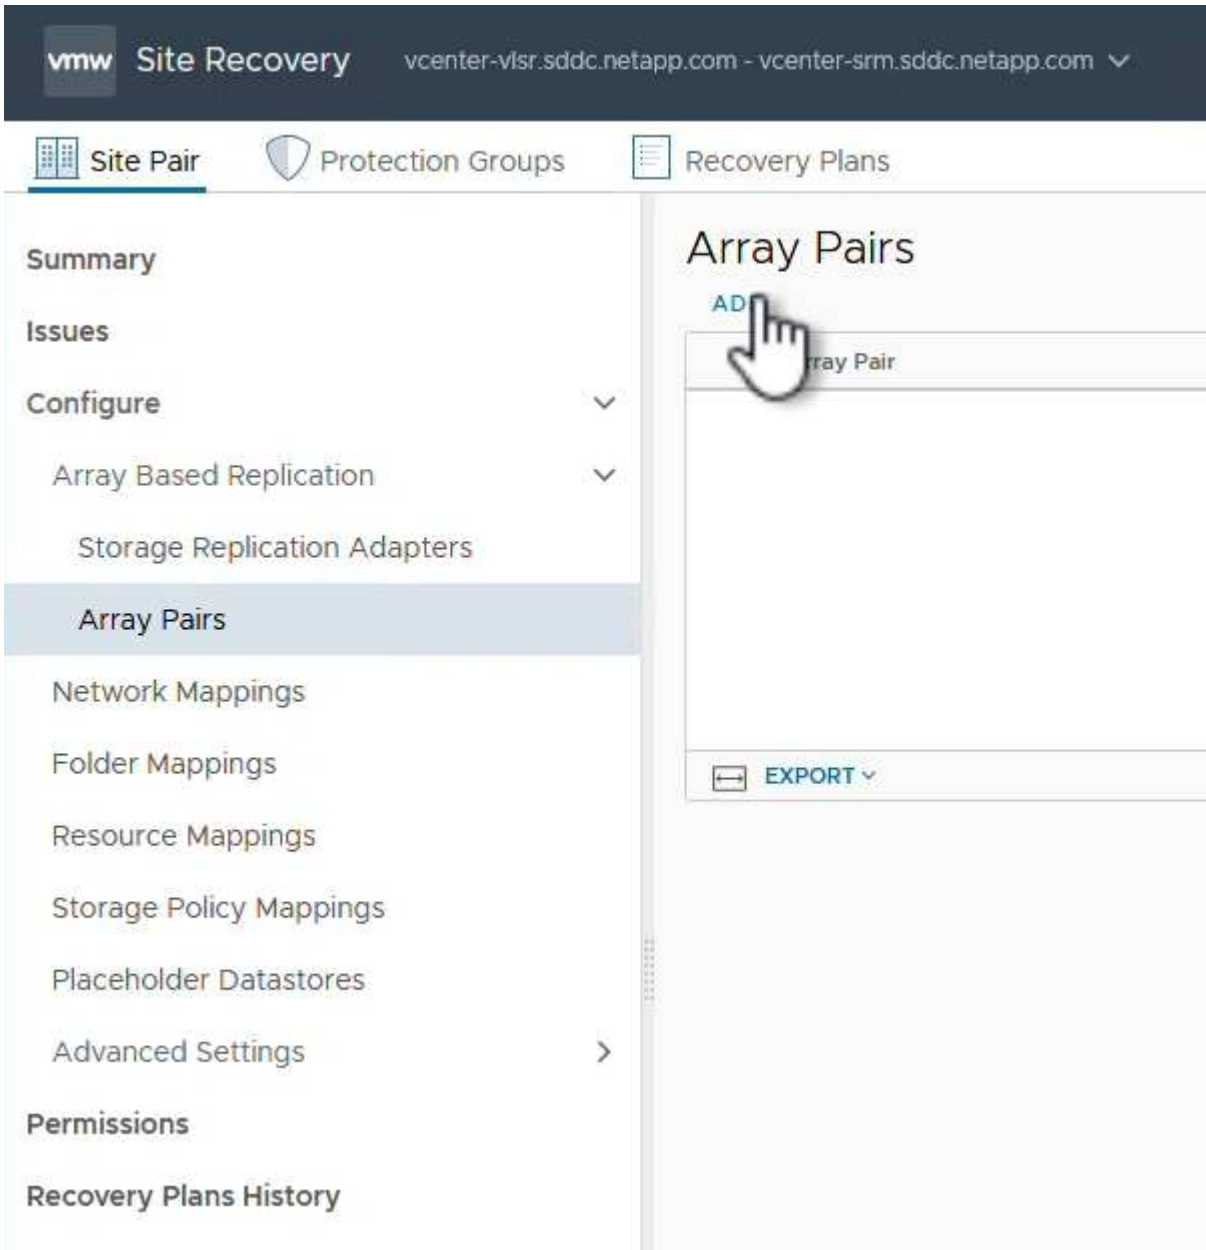 vmw Site Recovery vcenter-vlsr.sddc.netapp.com - vcenter-srm.sddc.netapp.com
Site Pair Protection Groups Recovery Plans
Summary
Issues
Configure
Array Based Replication
Storage Replication Adapters
Array Pairs
Network Mappings
Folder Mappings
Resource Mappings
Storage Policy Mappings
Placeholder Datastores
Advanced Settings
Permissions
Recovery Plans History
Array Pairs
Pair
EXPORT